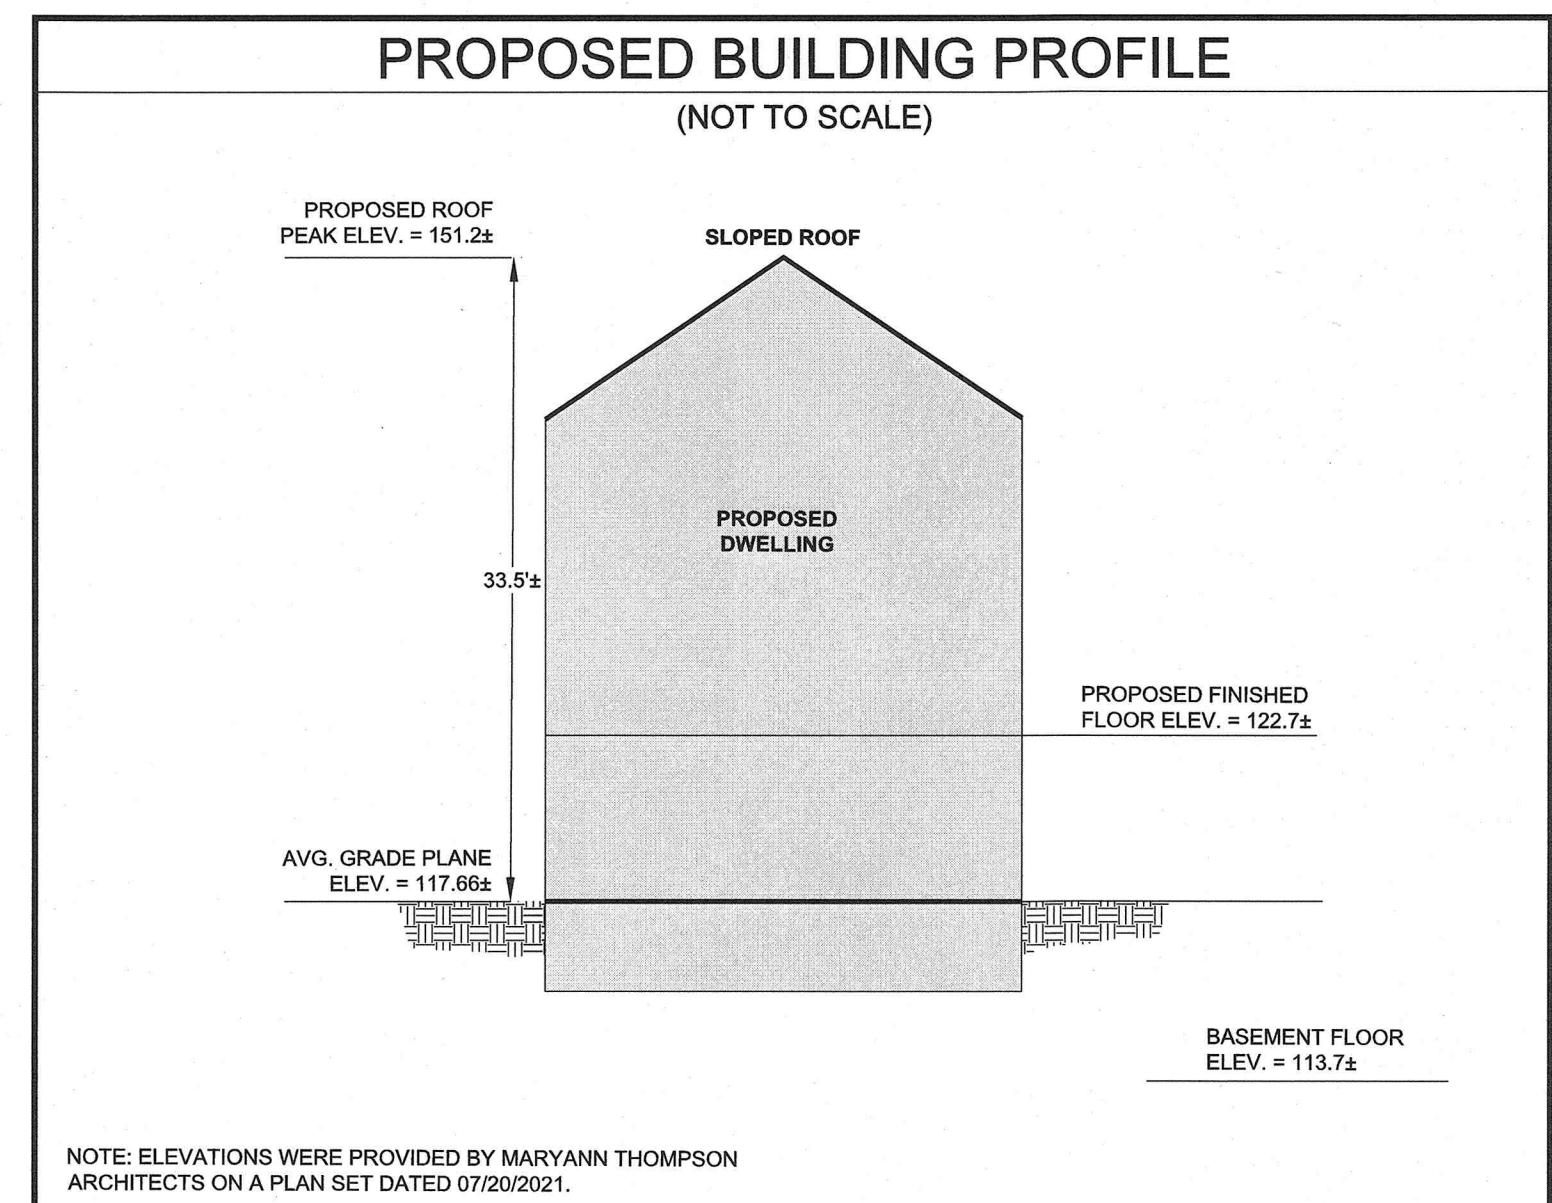 PROPOSED BUILDING PROFILE
(NOT TO SCALE)
PROPOSED ROOF
PEAK ELEV. = 151.2±
SLOPED ROOF
PROPOSED
DWELLING
33.5'±
PROPOSED FINISHED
FLOOR ELEV. = 122.7±
AVG. GRADE PLANE
ELEV. = 117.66±
BASEMENT FLOOR
ELEV. = 113.7±
NOTE: ELEVATIONS WERE PROVIDED BY MARYANN THOMPSON
ARCHITECTS ON A PLAN SET DATED 07/20/2021.